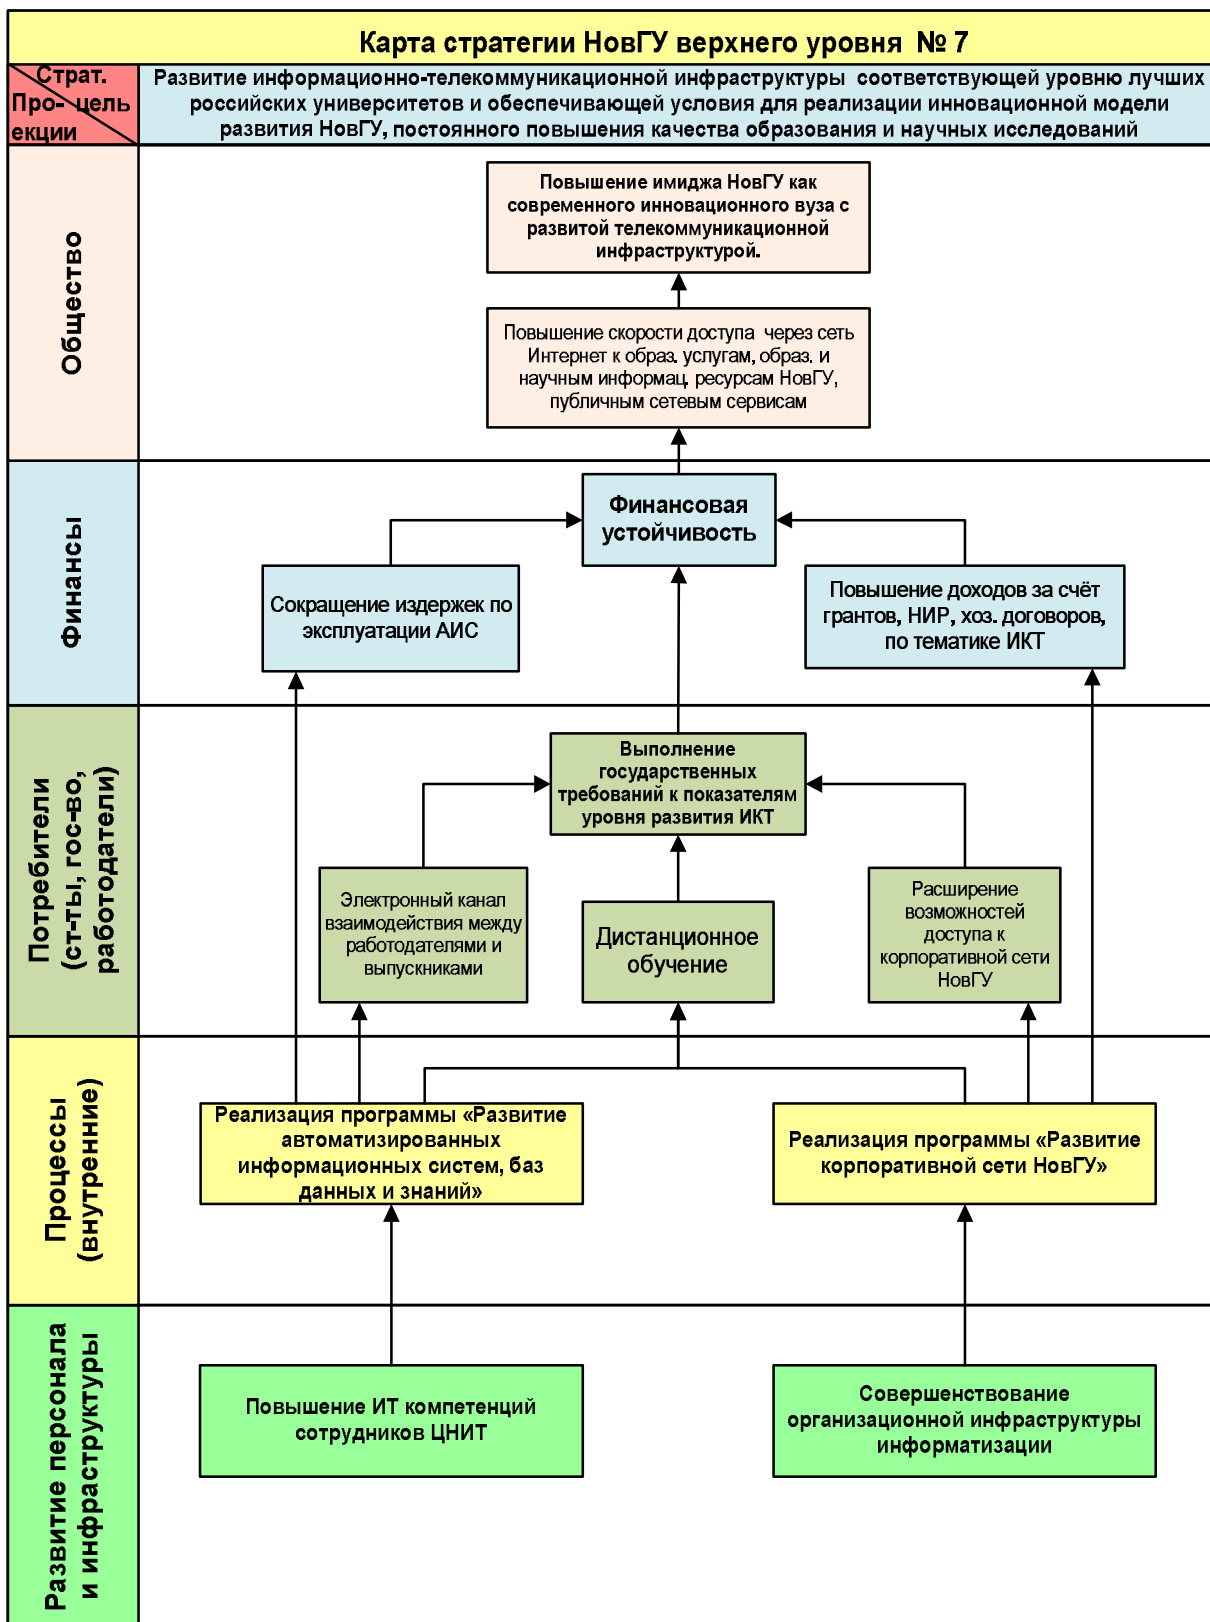 Карта стратегии НовГУ верхнего уровня № 7
Страт.
цель
Про-
екции
Развитие информационно-телекоммуникационной инфраструктуры соответствующей уровню лучших
российских университетов и обеспечивающей условия для реализации инновационной модели
развития НовГУ, постоянного повышения качества образования и научных исследований
Общество
Повышение имиджа НовГУ как
современного инновационного вуза с
развитой телекоммуникационной
инфраструктурой.
Повышение скорости доступа через сеть
Интернет к образ. услугам, образ. и
научным информац. ресурсам НовГУ,
публичным сетевым сервисам
Финансы
Финансовая
устойчивость
Сокращение издержек по
эксплуатации АИС
Повышение доходов за счёт
грантов, НИР, хоз. договоров,
по тематике ИКТ
Потребители
(ст-ты, гос-во,
работодатели)
Выполнение
государственных
требований к показателям
уровня развития ИКТ
Электронный канал
взаимодействия между
работодателями и
выпускниками
Дистанционное
обучение
Расширение
возможностей
доступа к
корпоративной сети
НовГУ
Процессы
(внутренние)
Реализация программы «Развитие
автоматизированных
информационных систем, баз
данных и знаний»
Реализация программы «Развитие
корпоративной сети НовГУ»
Развитие персонала
и инфраструктуры
Повышение ИТ компетенций
сотрудников ЦНИТ
Совершенствование
организационной инфраструктуры
информатизации